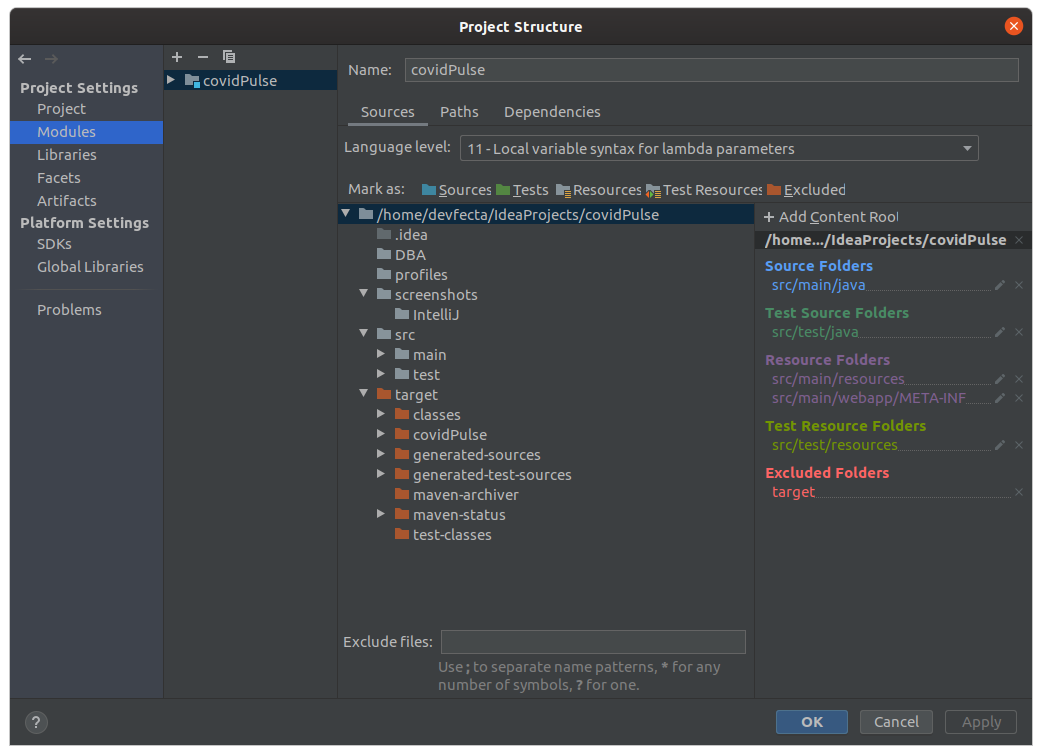 Project Structure
Project Settings
Project
Modules
Libraries
Facets
Artifacts
Platform Settings
SDKs
Global Libraries
Problems
covidPulse
Name: covidPulse
Sources Paths Dependencies
Language level: 11 - Local variable syntax for lambda parameters
Mark as: Sources Tests Resources Test Resources Excluded
/home/devfecta/IdeaProjects/covidPulse
.idea
DBA
profiles
screenshots
IntelliJ
src
main
test
target
classes
covidPulse
generated-sources
generated-test-sources
maven-archiver
maven-status
test-classes
Exclude files:
Use ; to separate name patterns, * for any
number of symbols, ? for one.
+ Add Content Root
/home.../IdeaProjects/covidPulse
Source Folders
src/main/java
Test Source Folders
src/test/java
Resource Folders
src/main/resources
src/main/webapp/META-INF
Test Resource Folders
src/test/resources
Excluded Folders
target
?
OK Cancel Apply